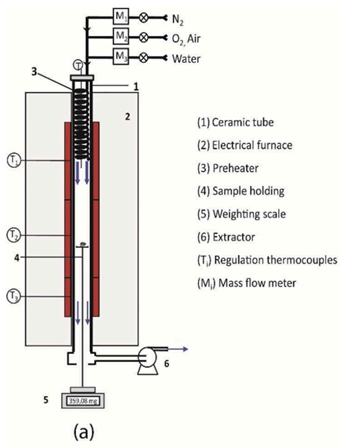 M₁ N₂
M₂ O₂, Air
M₃ Water
T
3 1
2
T₁
T₂
4
T₃
6
5 359,08 mg
(a)
(1) Ceramic tube
(2) Electrical furnace
(3) Preheater
(4) Sample holding
(5) Weighting scale
(6) Extractor
(Tᵢ) Regulation thermocouples
(Mᵢ) Mass flow meter